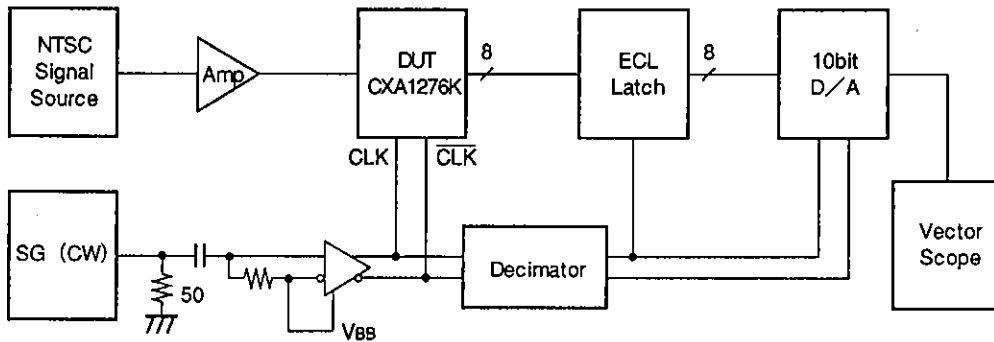 NTSC
Signal
Source
Amp
DUT
CXA1276K
8
ECL
Latch
8
10bit
D/A
CLK
CLK
SG (CW)
50
VBB
Decimator
Vector
Scope